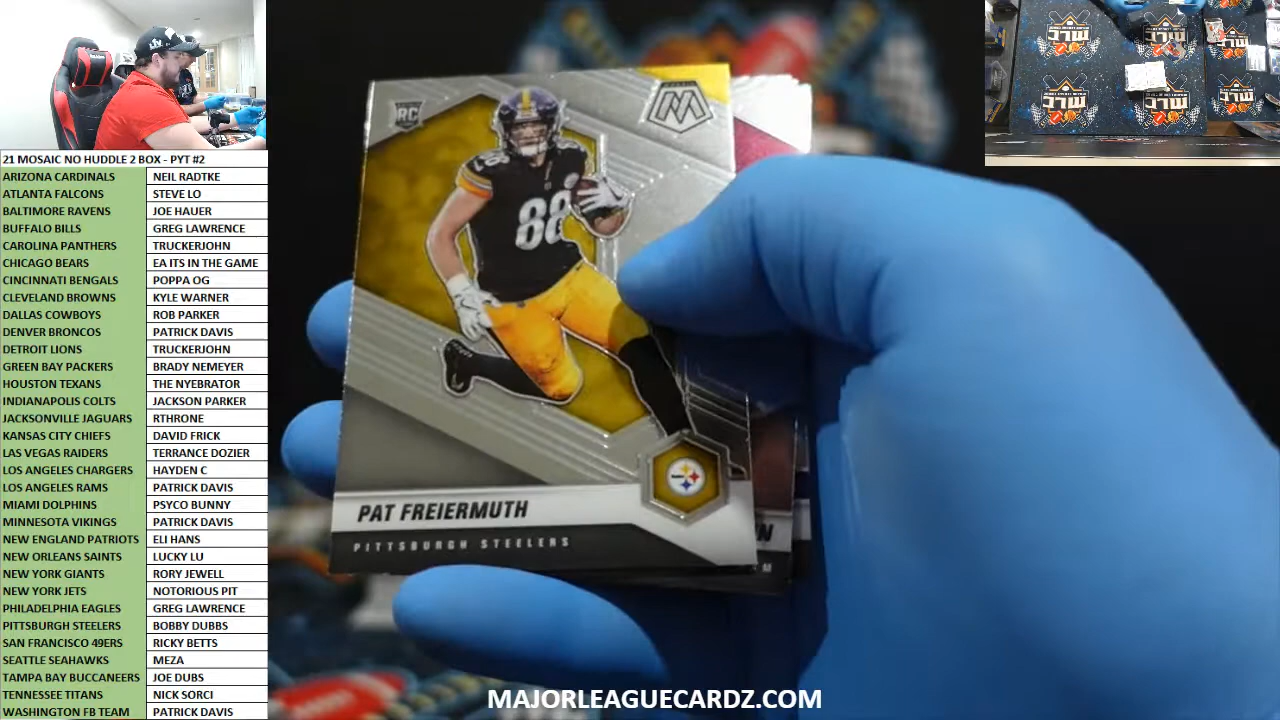 21 MOSAIC NO HUDDLE 2 BOX - PYT #2
ARIZONA CARDINALS NEIL RADTKE
ATLANTA FALCONS STEVE LO
BALTIMORE RAVENS JOE HAUER
BUFFALO BILLS GREG LAWRENCE
CAROLINA PANTHERS TRUCKERJOHN
CHICAGO BEARS EA ITS IN THE GAME
CINCINNATI BENGALS POPPA OG
CLEVELAND BROWNS KYLE WARNER
DALLAS COWBOYS ROB PARKER
DENVER BRONCOS PATRICK DAVIS
DETROIT LIONS TRUCKERJOHN
GREEN BAY PACKERS BRADY NEMEYER
HOUSTON TEXANS THE NYEBRATOR
INDIANAPOLIS COLTS JACKSON PARKER
JACKSONVILLE JAGUARS RTHRONE
KANSAS CITY CHIEFS DAVID FRICK
LAS VEGAS RAIDERS TERRANCE DOZIER
LOS ANGELES CHARGERS HAYDEN C
LOS ANGELES RAMS PATRICK DAVIS
MIAMI DOLPHINS PSYCO BUNNY
MINNESOTA VIKINGS PATRICK DAVIS
NEW ENGLAND PATRIOTS ELI HANS
NEW ORLEANS SAINTS LUCKY LU
NEW YORK GIANTS RORY JEWELL
NEW YORK JETS NOTORIOUS PIT
PHILADELPHIA EAGLES GREG LAWRENCE
PITTSBURGH STEELERS BOBBY DUBBS
SAN FRANCISCO 49ERS RICKY BETTS
SEATTLE SEAHAWKS MEZA
TAMPA BAY BUCCANEERS JOE DUBS
TENNESSEE TITANS NICK SORCI
WASHINGTON FB TEAM PATRICK DAVIS
RC
M
88
88
PAT FREIERMUTH
PITTSBURGH STEELERS
N
M
MAJORLEAGUECARDZ.COM